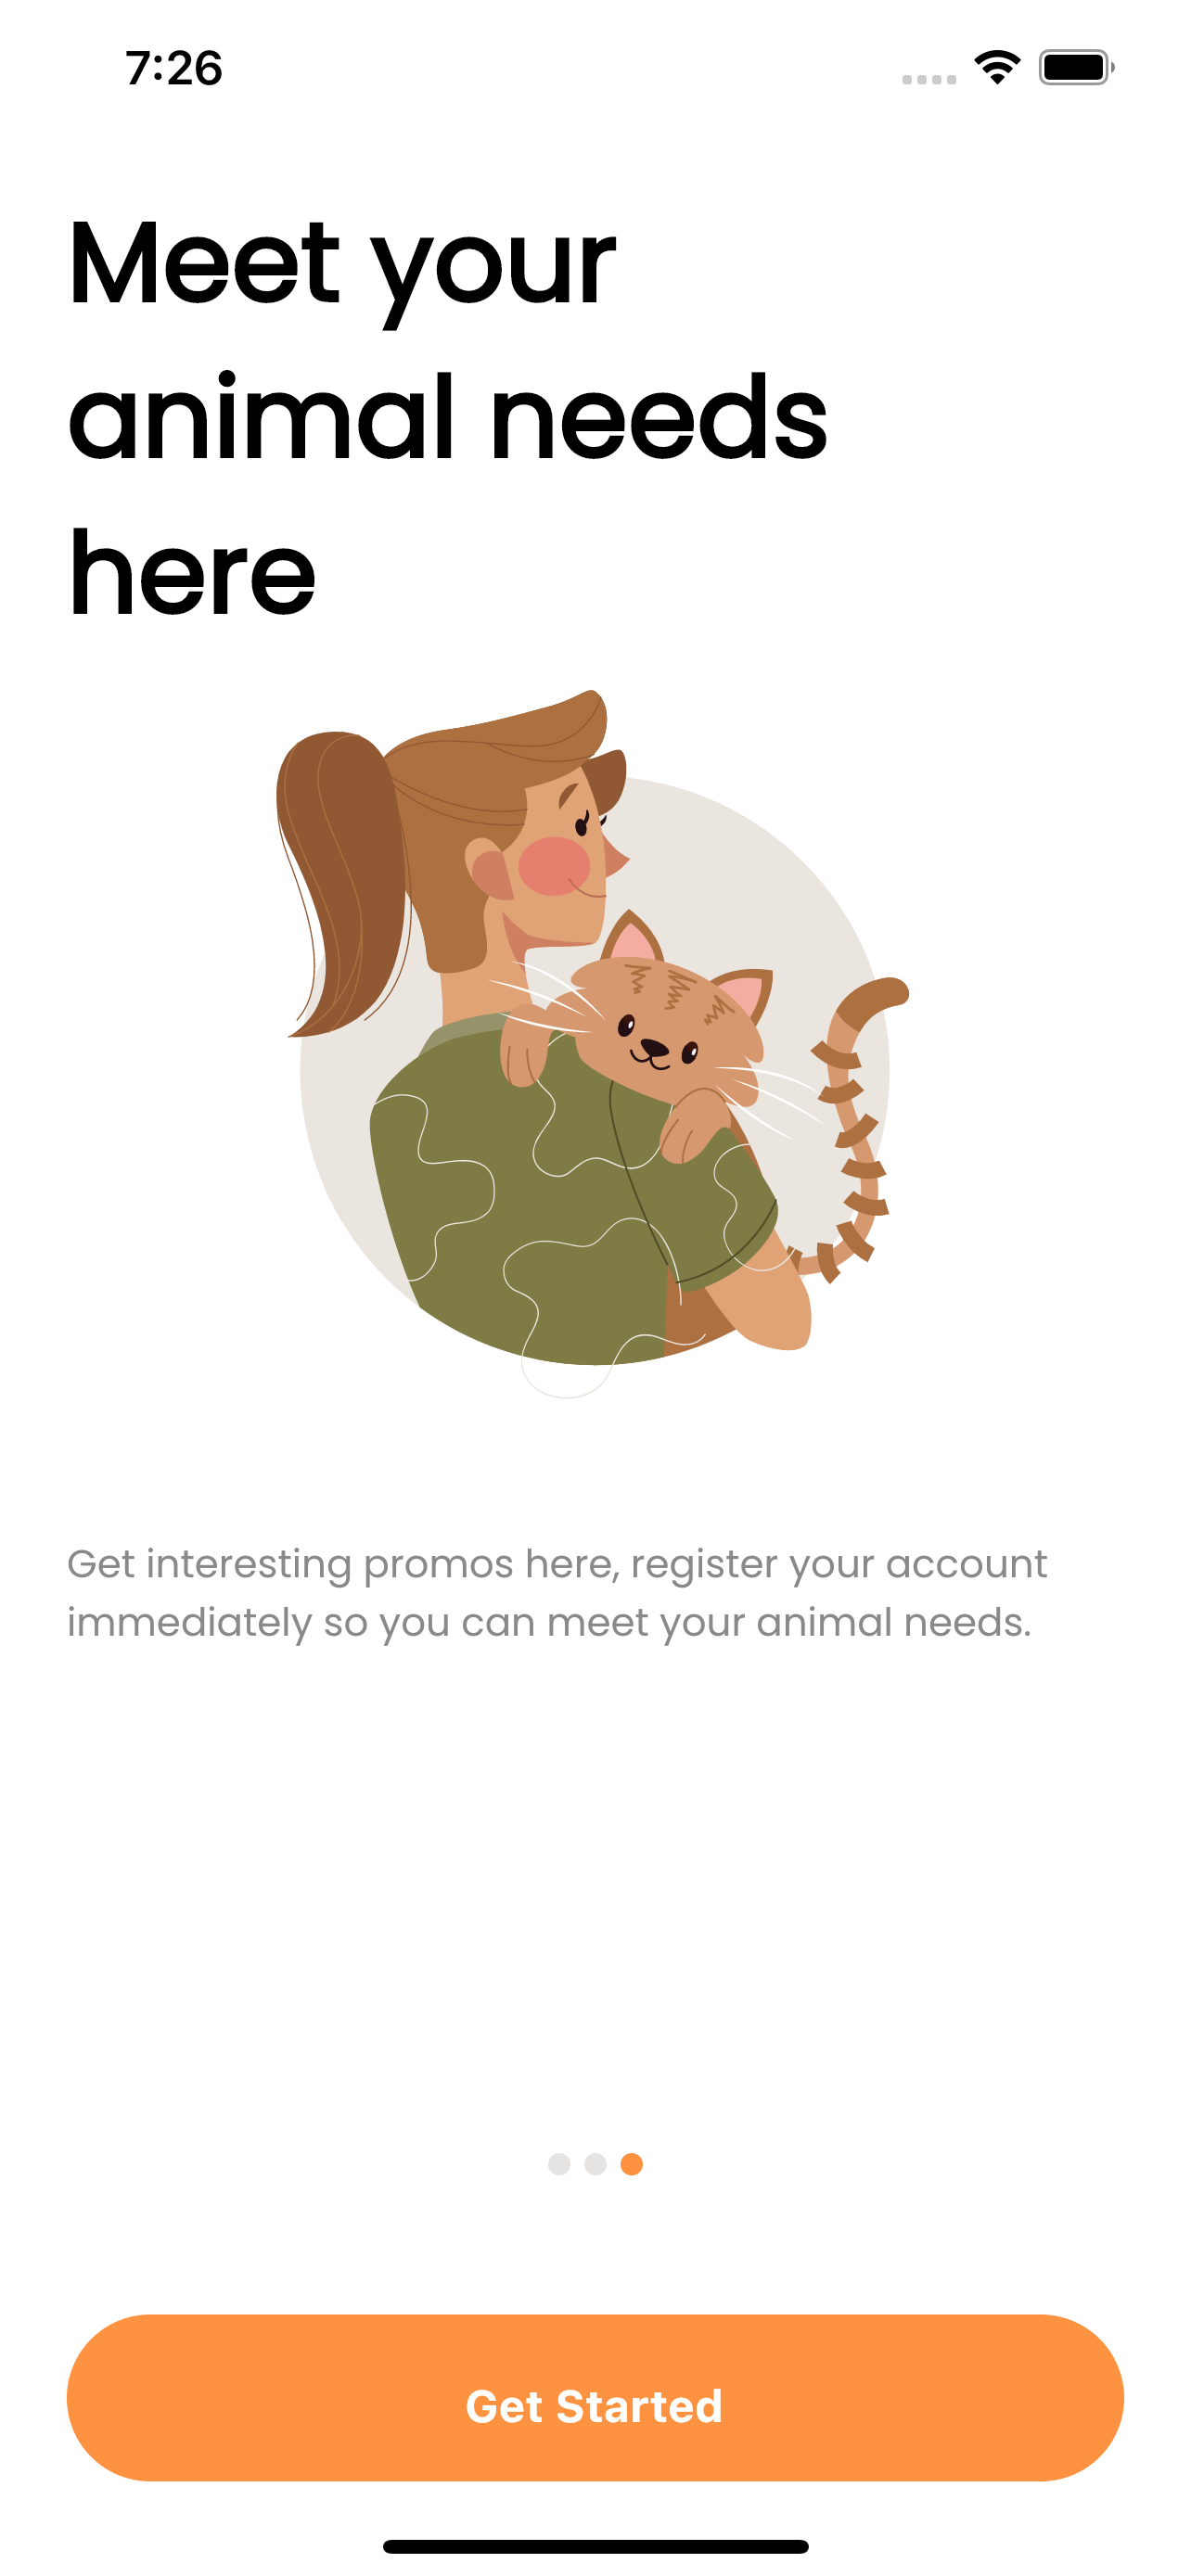 7:26
Meet your
animal needs
here
Get interesting promos here, register your account
immediately so you can meet your animal needs.
Get Started